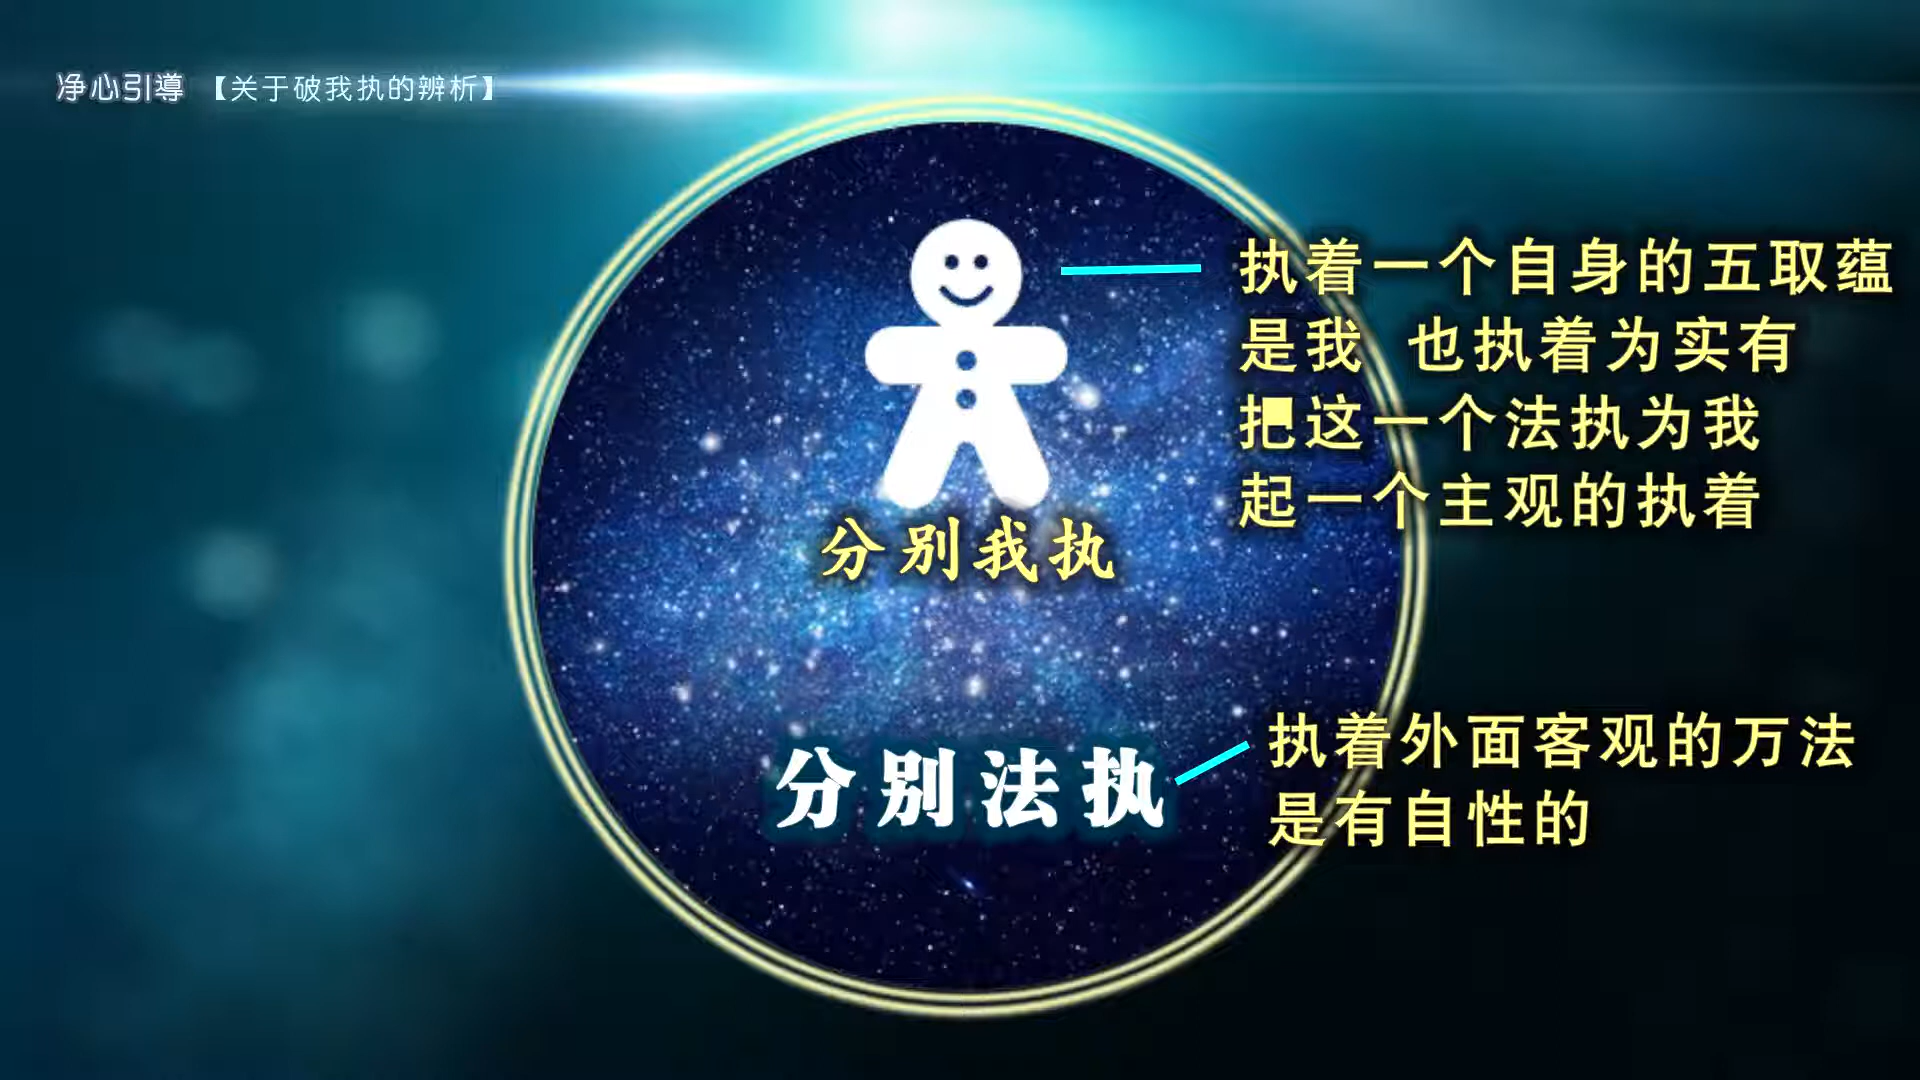 净心引導 【关于破我执的辨析】
执着一个自身的五取蕴
是我 也执着为实有
把这一个法执为我
起一个主观的执着
分别我执
执着外面客观的万法
是有自性的
分别法执